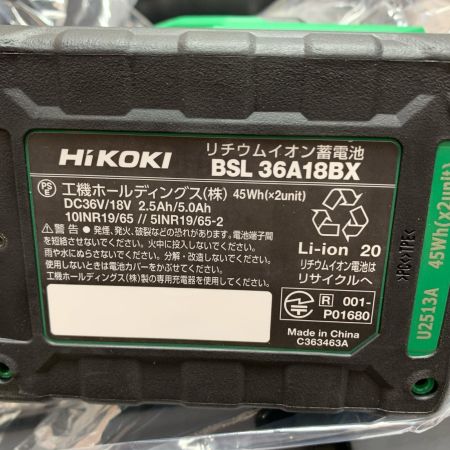 HiKOKI
リチウムイオン蓄電池
BSL 36A18BX
PS
E
工機ホールディングス(株) 45Wh(×2unit)
DC36V/18V 2.5Ah/5.0Ah
10INR19/65 // 5INR19/65-2
⚠警告 ● 発煙、発火、破裂などの恐れがあります。電池端子間
を短絡させないでください。火中に投入しないでください。
雨や水にぬらさないでください。分解・改造しないでください。
使用しないときは電池カバーをかぶせてください。
工機ホールディングス(株)製の専用充電器を使用してください。
Li-ion 20
リチウムイオン電池は
リサイクルへ
R 001-
P01680
Made in China
C363463A
>PBT+TPE<
U2513A 45Wh(×2unit)